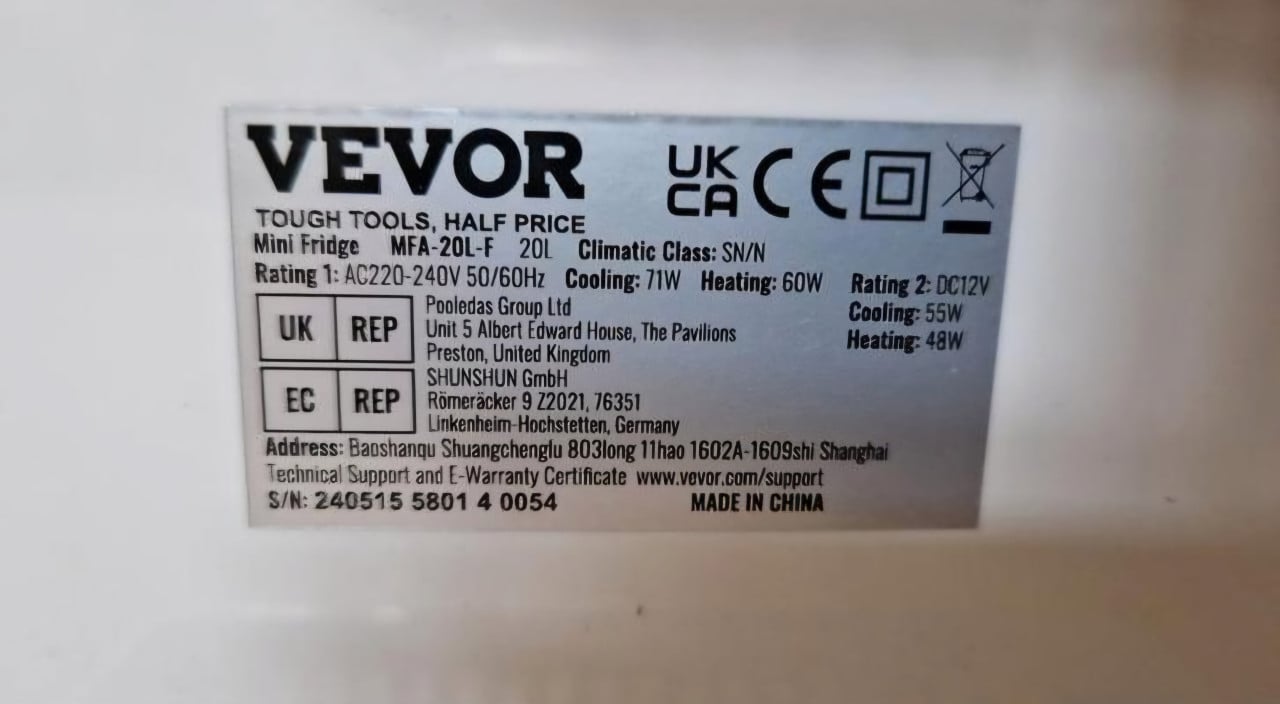 VEVOR
TOUGH TOOLS, HALF PRICE
UK
CA CE
Mini Fridge MFA-20L-F 20L Climatic Class: SN/N
Rating 1: AC220-240V 50/60Hz Cooling: 71W Heating: 60W
Rating 2: DC12V
Cooling: 55W
Heating: 48W
UK REP
Pooledas Group Ltd
Unit 5 Albert Edward House, The Pavilions
Preston, United Kingdom
EC REP
SHUNSHUN GmbH
Römeräcker 9 Z2021, 76351
Linkenheim-Hochstetten, Germany
Address: Baoshanqu Shuangchenglu 803long 11hao 1602A-1609shi Shanghai
Technical Support and E-Warranty Certificate www.vevor.com/support
S/N: 240515 5801 4 0054 MADE IN CHINA